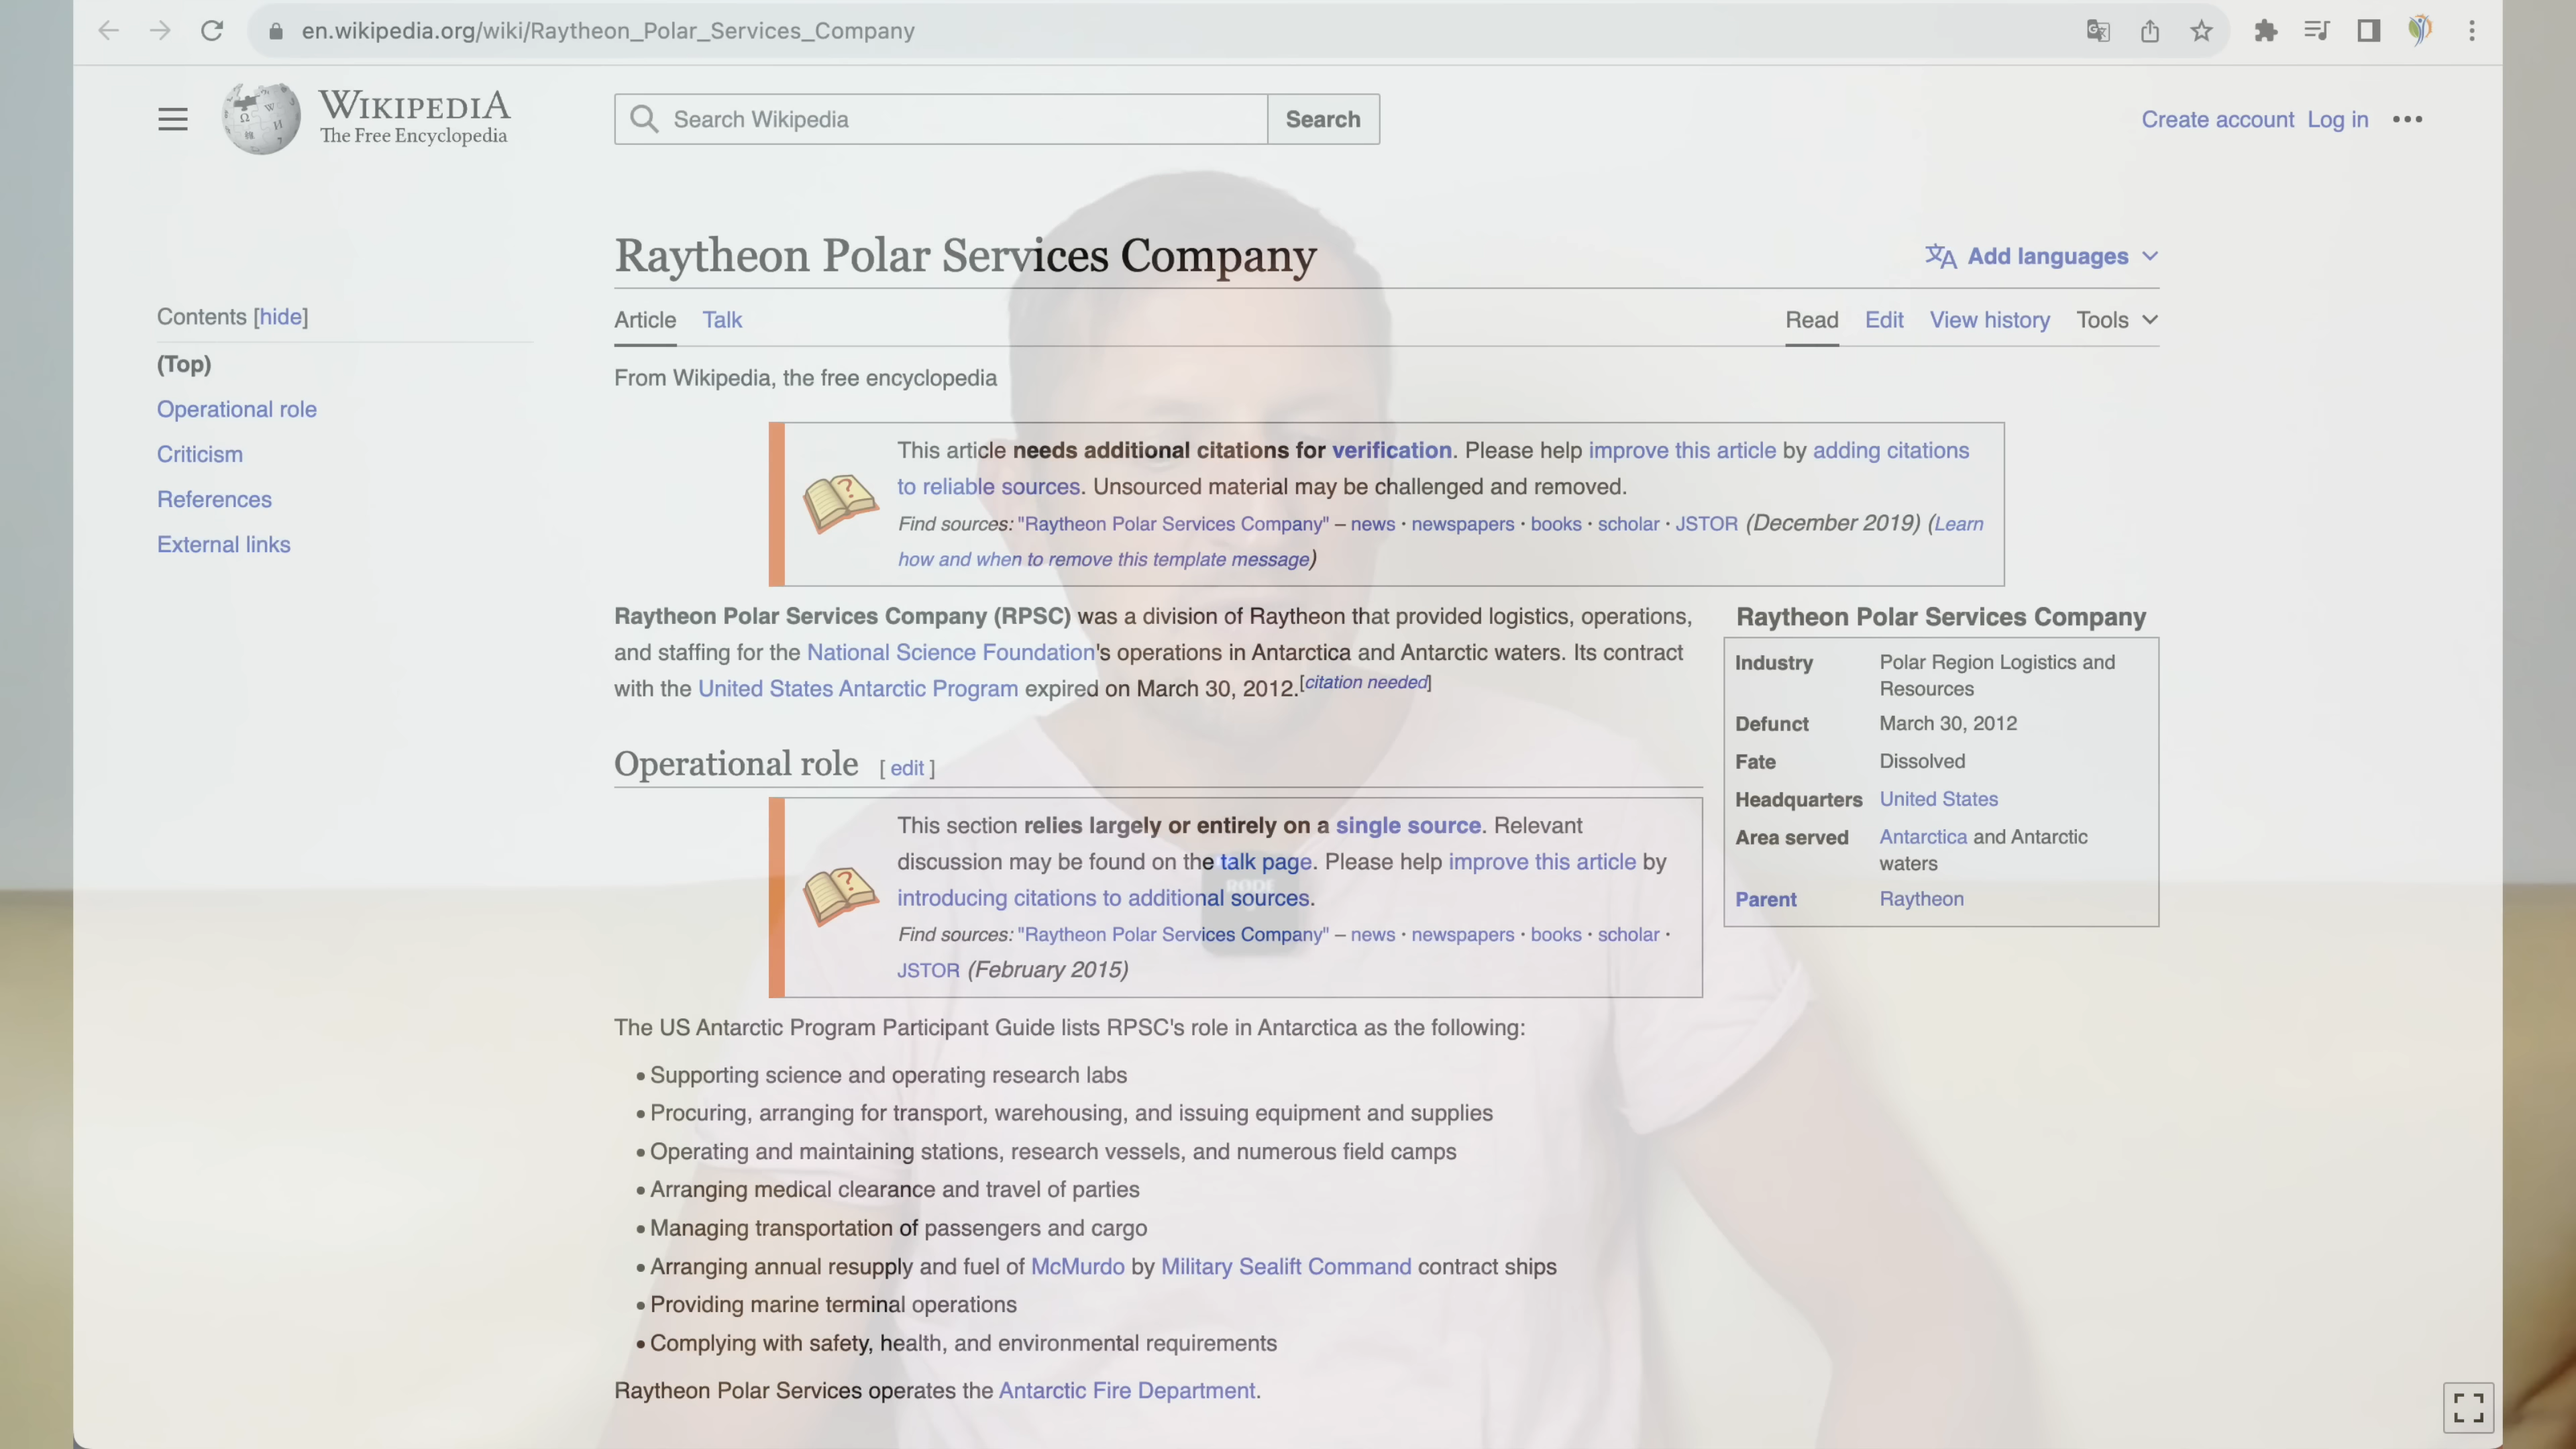 en.wikipedia.org/wiki/Raytheon_Polar_Services_Company
WIKIPEDIA
The Free Encyclopedia
Search Wikipedia
Search
Create account Log in
Raytheon Polar Services Company
Add languages
Contents [hide]
(Top)
Operational role
Criticism
References
External links
Article Talk
Read Edit View history Tools
From Wikipedia, the free encyclopedia
This article needs additional citations for verification. Please help improve this article by adding citations
to reliable sources. Unsourced material may be challenged and removed.
Find sources: "Raytheon Polar Services Company" – news · newspapers · books · scholar · JSTOR (December 2019) (Learn
how and when to remove this template message)
Raytheon Polar Services Company (RPSC) was a division of Raytheon that provided logistics, operations,
and staffing for the National Science Foundation's operations in Antarctica and Antarctic waters. Its contract
with the United States Antarctic Program expired on March 30, 2012.[citation needed]
Raytheon Polar Services Company
Industry Polar Region Logistics and
Resources
Defunct March 30, 2012
Fate Dissolved
Headquarters United States
Area served Antarctica and Antarctic
waters
Parent Raytheon
Operational role [ edit ]
This section relies largely or entirely on a single source. Relevant
discussion may be found on the talk page. Please help improve this article by
introducing citations to additional sources.
Find sources: "Raytheon Polar Services Company" – news · newspapers · books · scholar ·
JSTOR (February 2015)
RODE
The US Antarctic Program Participant Guide lists RPSC's role in Antarctica as the following:
• Supporting science and operating research labs
• Procuring, arranging for transport, warehousing, and issuing equipment and supplies
• Operating and maintaining stations, research vessels, and numerous field camps
• Arranging medical clearance and travel of parties
• Managing transportation of passengers and cargo
• Arranging annual resupply and fuel of McMurdo by Military Sealift Command contract ships
• Providing marine terminal operations
• Complying with safety, health, and environmental requirements
Raytheon Polar Services operates the Antarctic Fire Department.